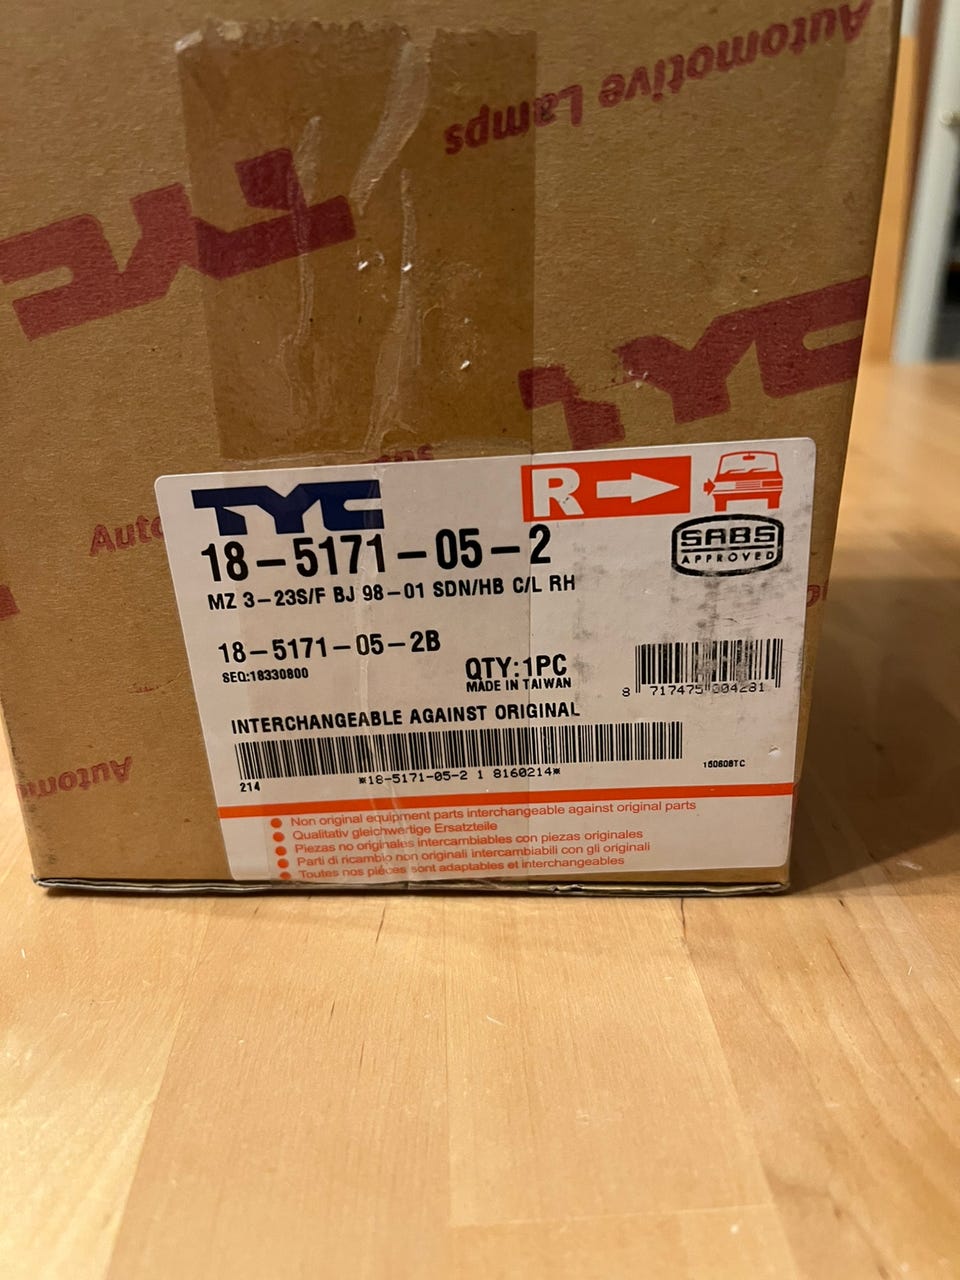 Automotive Lamps
TYC
TYC
Auto
TYC
R
18-5171-05-2
SABS
APPROVED
MZ 3-23S/F BJ 98-01 SDN/HB C/L RH
18-5171-05-2B
SEQ:18330800
QTY:1PC
MADE IN TAIWAN
8 717475 004281
INTERCHANGEABLE AGAINST ORIGINAL
214
*18-5171-05-2 1 8160214*
150608TC
Non original equipment parts interchangeable against original parts
Qualitativ gleichwertige Ersatzteile
Piezas no originales intercambiables con piezas originales
Parti di ricambio non originali intercambiabili con gli originali
Toutes nos pièces sont adaptables et interchangeables